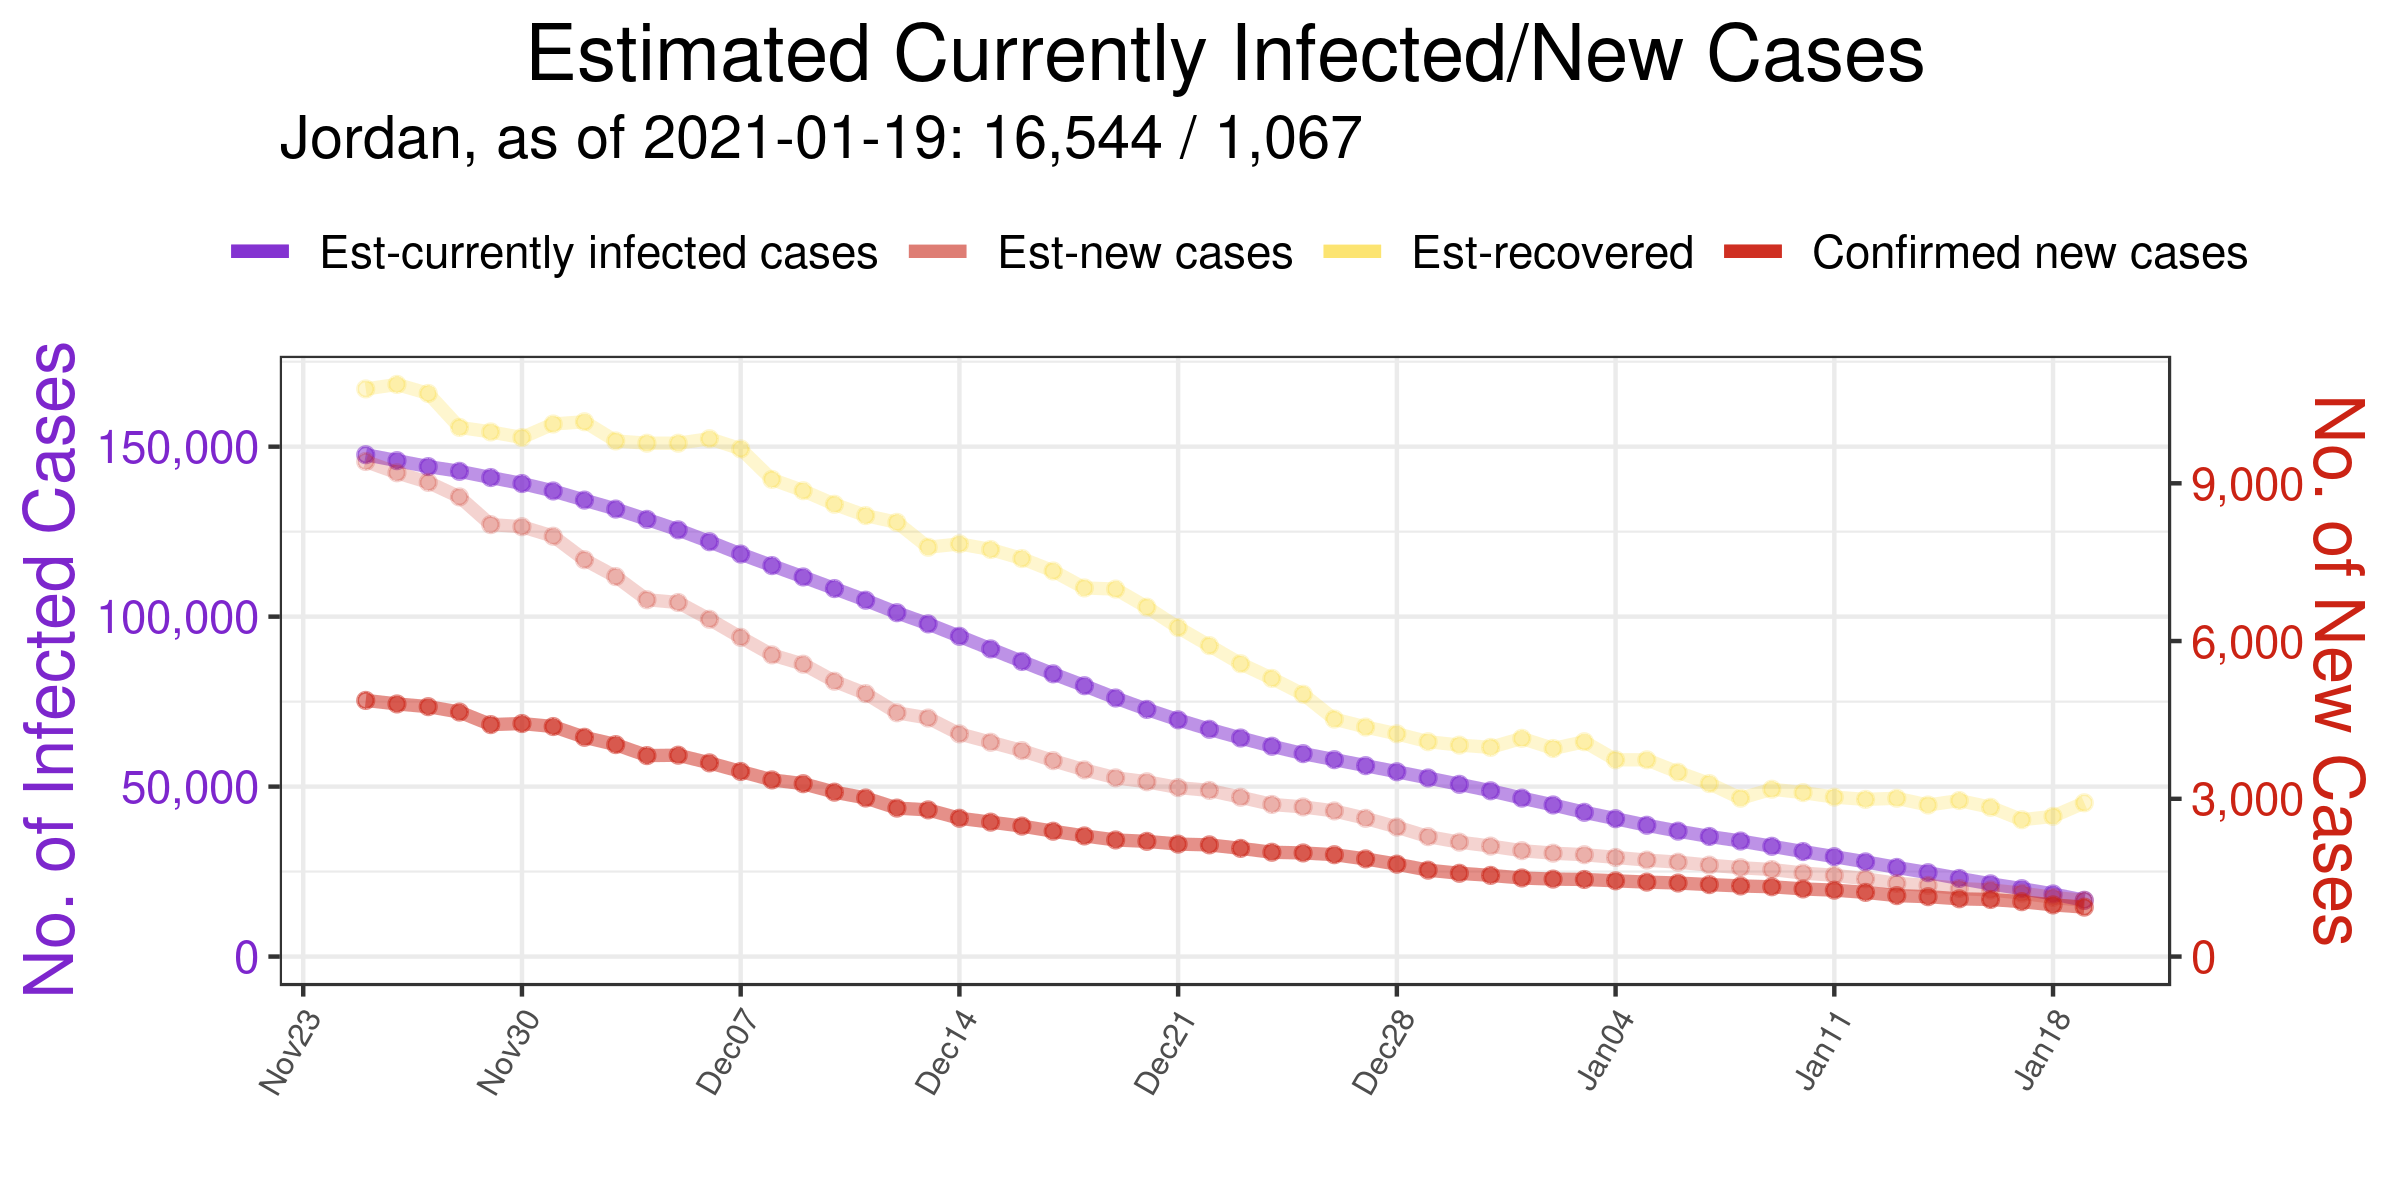 Estimated Currently Infected/New Cases
Jordan, as of 2021-01-19: 16,544 / 1,067
Est-currently infected cases Est-new cases Est-recovered Confirmed new cases
No. of Infected Cases
150,000
100,000
50,000
0
9,000
6,000
3,000
0
No. of New Cases
Nov23 Nov30 Dec07 Dec14 Dec21 Dec28 Jan04 Jan11 Jan18